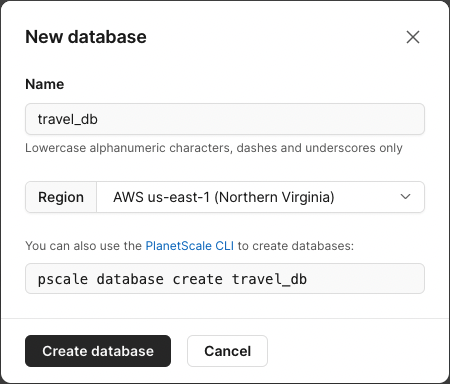 New database
Name
travel_db
Lowercase alphanumeric characters, dashes and underscores only
Region AWS us-east-1 (Northern Virginia)
You can also use the PlanetScale CLI to create databases:
pscale database create travel_db
Create database Cancel